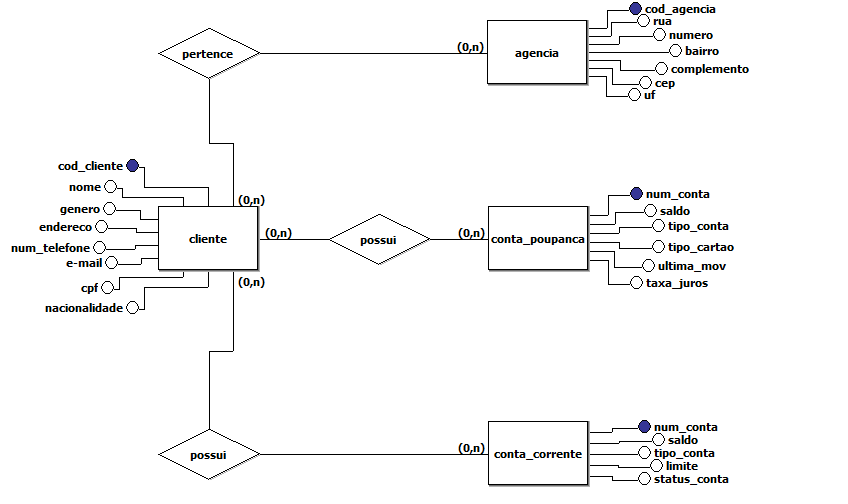 cod_agencia
rua
numero
bairro
complemento
cep
uf
agencia
(0,n)
pertence
cod_cliente
nome
genero
endereco
num_telefone
e-mail
cpf
nacionalidade
(0,n)
cliente
(0,n)
(0,n)
possui
(0,n)
conta_poupanca
num_conta
saldo
tipo_conta
tipo_cartao
ultima_mov
taxa_juros
possui
(0,n)
conta_corrente
num_conta
saldo
tipo_conta
limite
status_conta